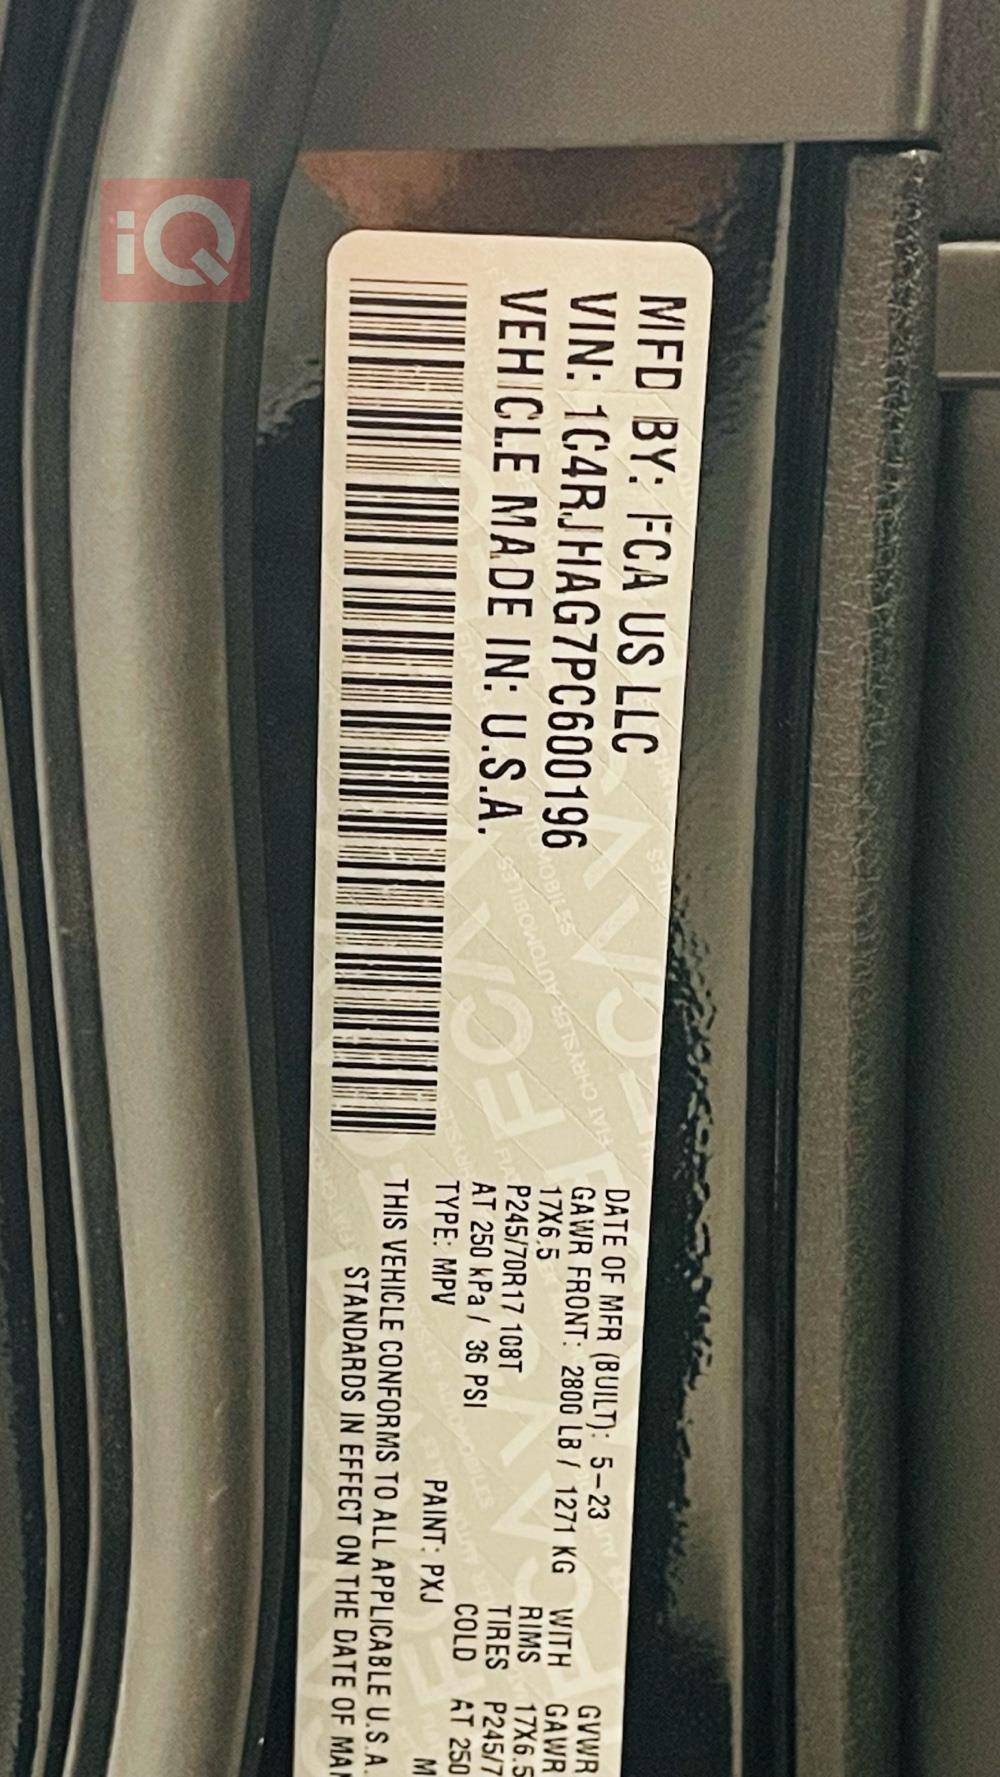 iQ
MFD BY: FCA US LLC
VIN: 1C4RJHAG7PC600196
VEHICLE MADE IN: U.S.A.
DATE OF MFR (BUILT): 5-23 GVWR
GAWR FRONT: 2800 LB / 1271 KG WITH GAWR
17X6.5 RIMS 17X6.5
P245/70R17 108T TIRES P245/7
AT 250 kPa / 36 PSI COLD AT 250
TYPE: MPV PAINT: PXJ M
THIS VEHICLE CONFORMS TO ALL APPLICABLE U.S.A.
STANDARDS IN EFFECT ON THE DATE OF MAN